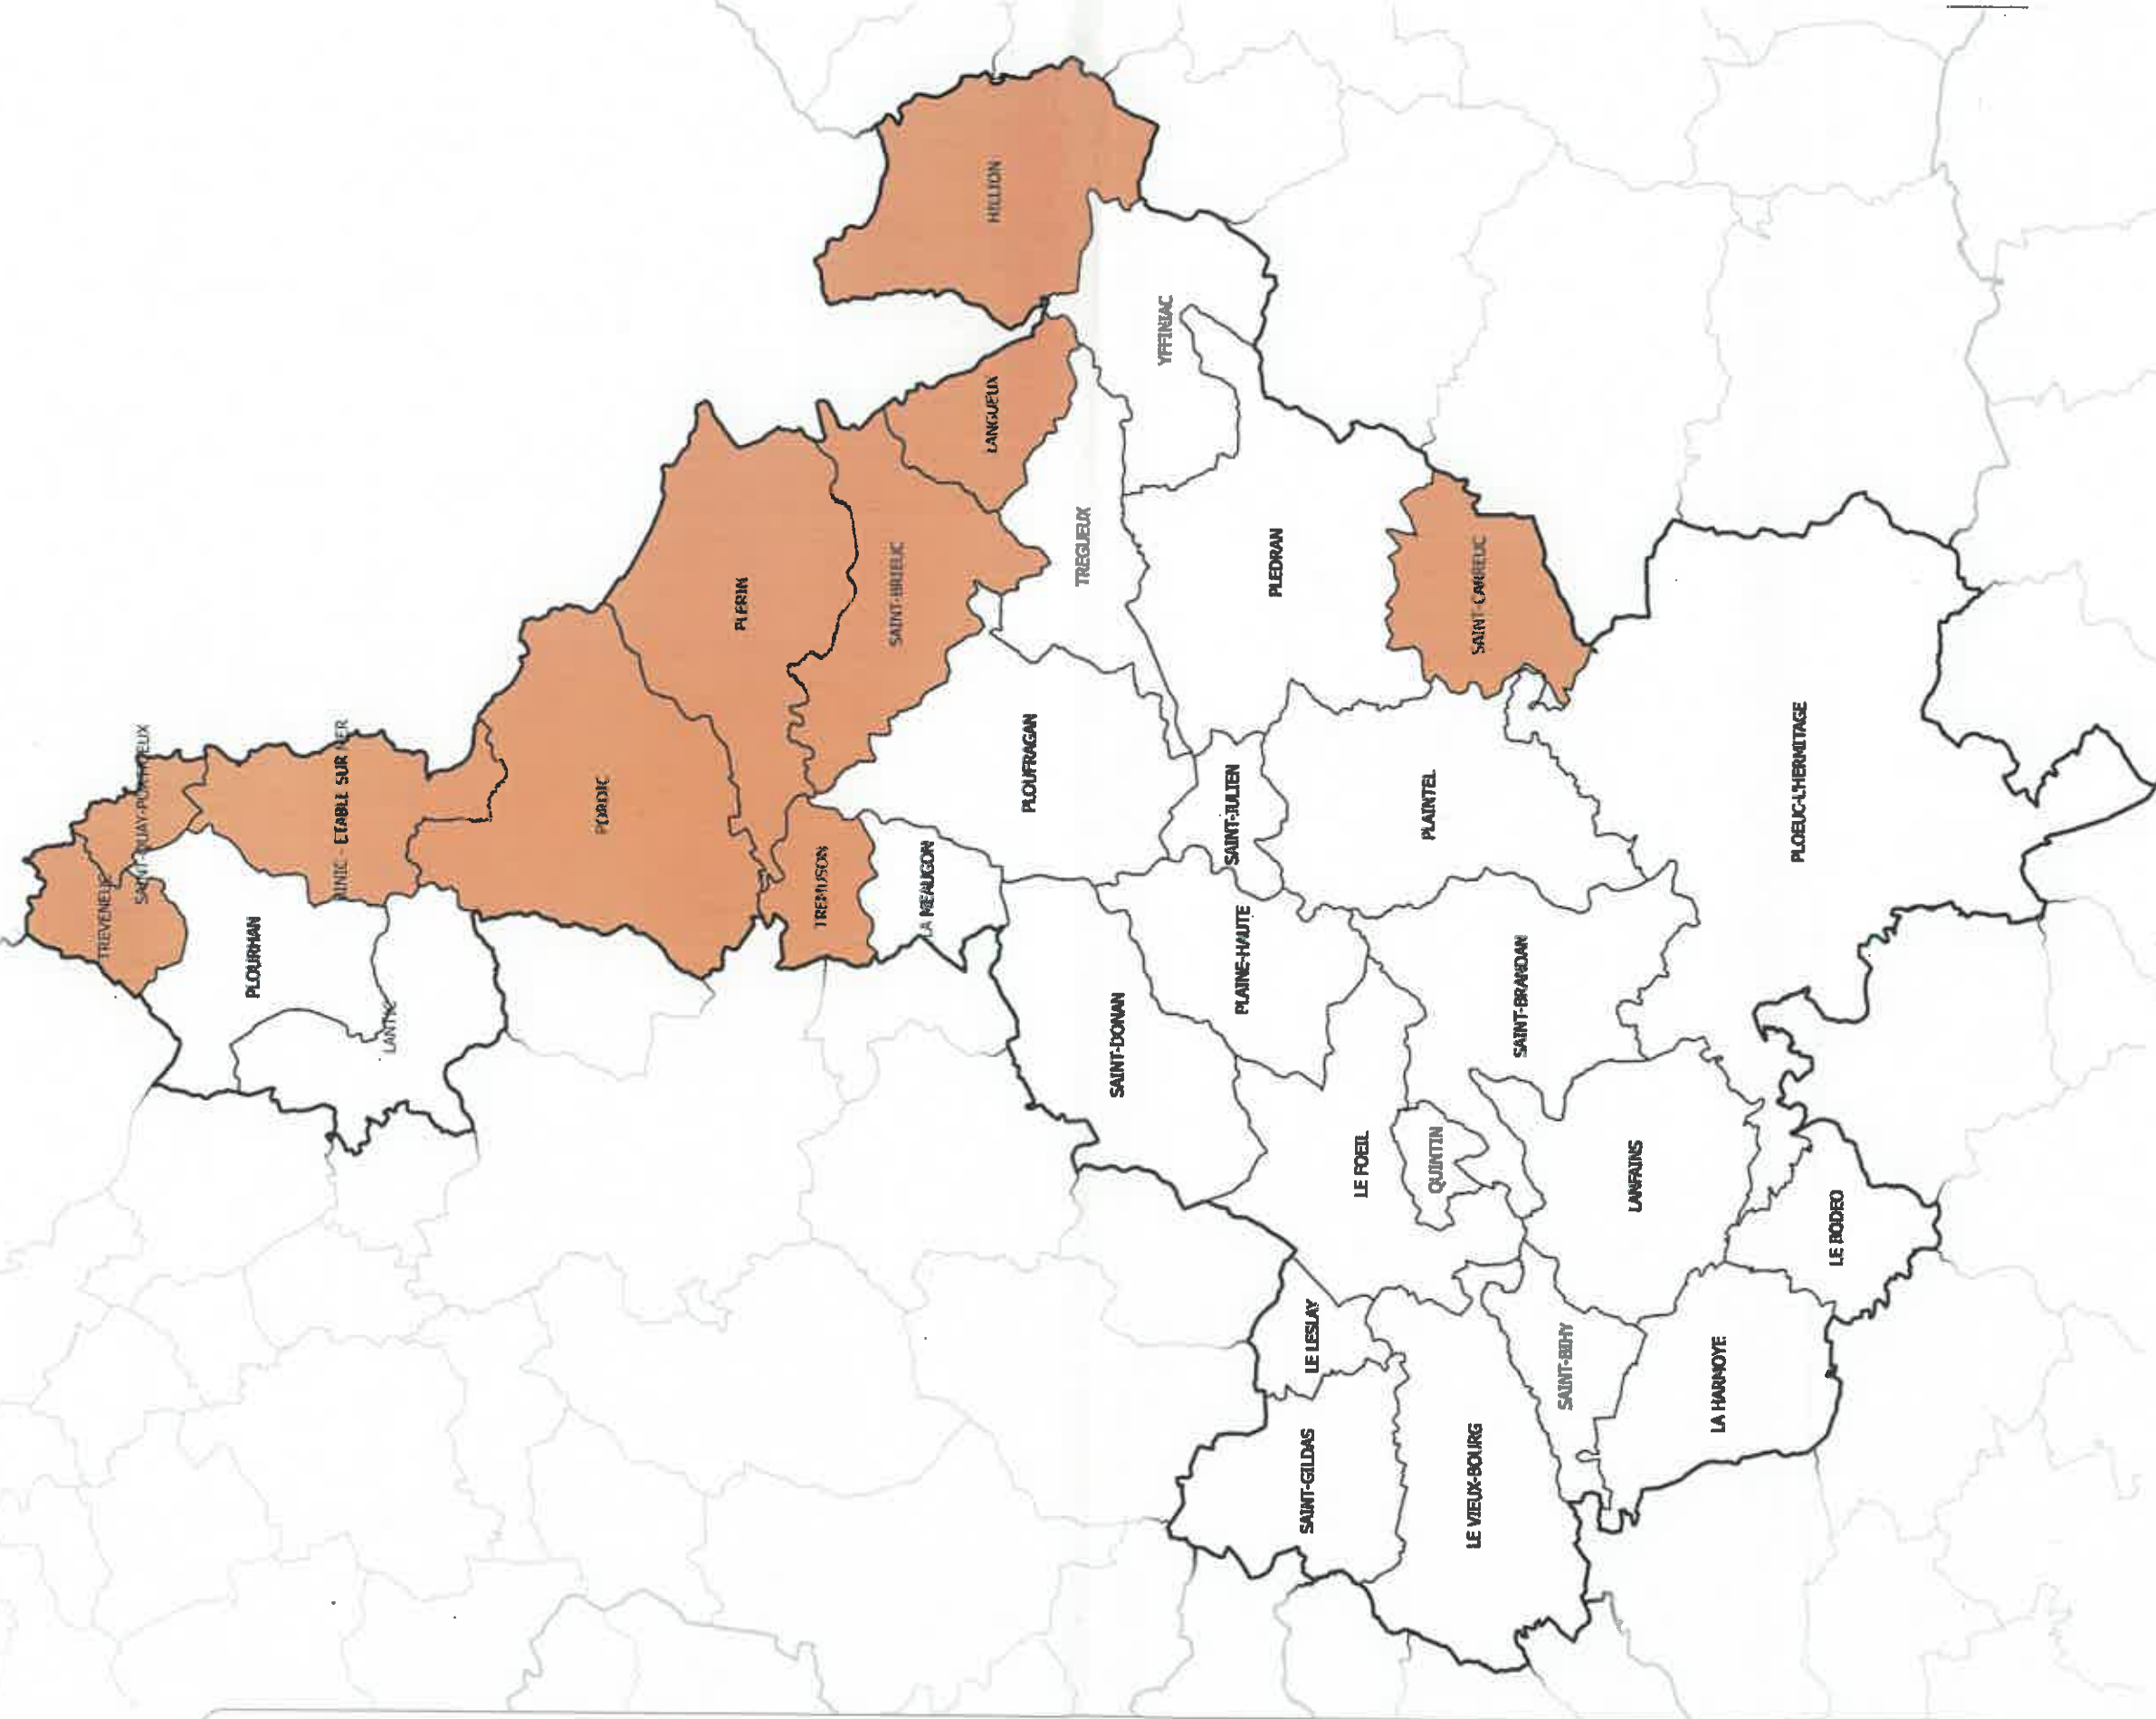 TREVENEUC
SAINT-QUAY-PORTRIEUX
PLOURHAN
BINIC - ETABLE SUR MER
LANTIC
PORDIC
PLERIN
TREMUSON
SAINT-BRIEUC
LA MEAUGON
LANGUEUX
HILLION
PLOUFRAGAN
TREGUEUX
YFFINIAC
SAINT-DONAN
SAINT-JULIEN
PLEDRAN
PLAINE-HAUTE
PLAINTEL
SAINT-CARREUC
LE FOEIL
QUINTIN
SAINT-BRANDAN
LE LESLAY
SAINT-GILDAS
LE VIEUX-BOURG
SAINT-BIHY
LANFAINS
LA HARMOYE
LE BODEO
PLOEUC-L'HERMITAGE